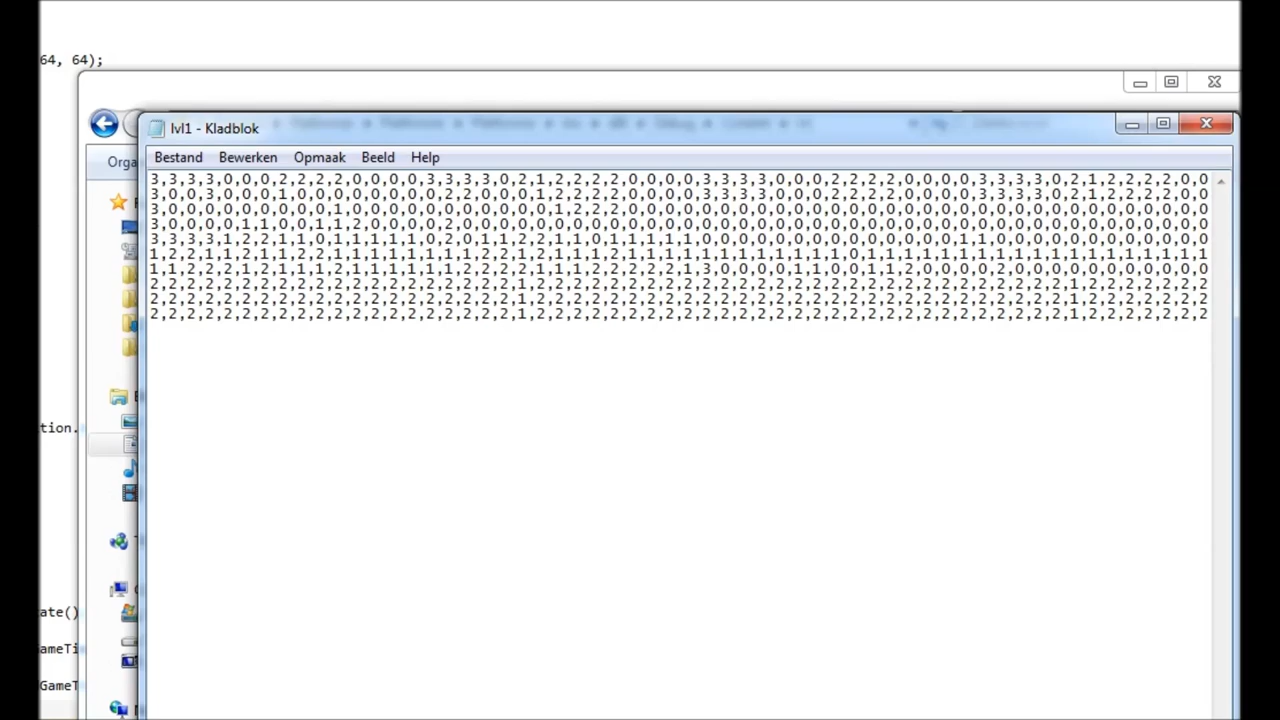 64, 64);
lvl1 - Kladblok
Orga
Bestand Bewerken Opmaak Beeld Help
3,3,3,3,0,0,0,2,2,2,2,0,0,0,0,3,3,3,3,0,2,1,2,2,2,2,0,0,0,0,3,3,3,3,0,0,0,2,2,2,2,0,0,0,0,3,3,3,3,0,2,1,2,2,2,2,0,0
3,0,0,3,0,0,0,1,0,0,0,0,0,0,0,0,2,2,0,0,0,1,2,2,2,2,0,0,0,0,3,3,3,3,0,0,0,2,2,2,2,0,0,0,0,3,3,3,3,0,2,1,2,2,2,2,0,0
3,0,0,0,0,0,0,0,0,0,1,0,0,0,0,0,0,0,0,0,0,0,1,2,2,2,0,0,0,0,0,0,0,0,0,0,0,0,0,0,0,0,0,0,0,0,0,0,0,0,0,0,0,0,0,0,0,0
3,0,0,0,0,1,1,0,0,1,1,2,0,0,0,0,2,0,0,0,0,0,0,0,0,0,0,0,0,0,0,0,0,0,0,0,0,0,0,0,0,0,0,0,0,0,0,0,0,0,0,0,0,0,0,0,0,0
3,3,3,3,1,2,2,1,1,0,1,1,1,1,1,0,2,0,1,1,2,2,1,1,0,1,1,1,1,1,0,0,0,0,0,0,0,0,0,0,0,0,0,0,1,1,0,0,0,0,0,0,0,0,0,0,0,0
1,2,2,1,1,2,1,1,2,1,2,1,1,1,1,1,1,2,2,1,2,1,1,2,1,1,1,1,1,1,1,1,1,1,1,1,1,1,1,1,1,1,1,1,1,1,1,1,1,1,1,1,1,1,1,1,1,1
1,1,2,2,2,1,2,1,1,1,2,1,1,1,1,1,1,2,2,2,2,1,1,1,2,2,2,2,2,1,3,0,0,0,0,1,1,0,0,1,1,2,0,0,0,0,2,0,0,0,0,0,0,0,0,0,0,0
2,2,2,2,2,2,2,2,2,2,2,2,2,2,2,2,2,2,2,2,1,2,2,2,2,2,2,2,2,2,2,2,2,2,2,2,2,2,2,2,2,2,2,2,2,2,2,2,2,2,1,2,2,2,2,2,2,2
2,2,2,2,2,2,2,2,2,2,2,2,2,2,2,2,2,2,2,2,1,2,2,2,2,2,2,2,2,2,2,2,2,2,2,2,2,2,2,2,2,2,2,2,2,2,2,2,2,2,1,2,2,2,2,2,2,2
2,2,2,2,2,2,2,2,2,2,2,2,2,2,2,2,2,2,2,2,1,2,2,2,2,2,2,2,2,2,2,2,2,2,2,2,2,2,2,2,2,2,2,2,2,2,2,2,2,2,1,2,2,2,2,2,2,2
tion.
ate()
ameTi
GameT